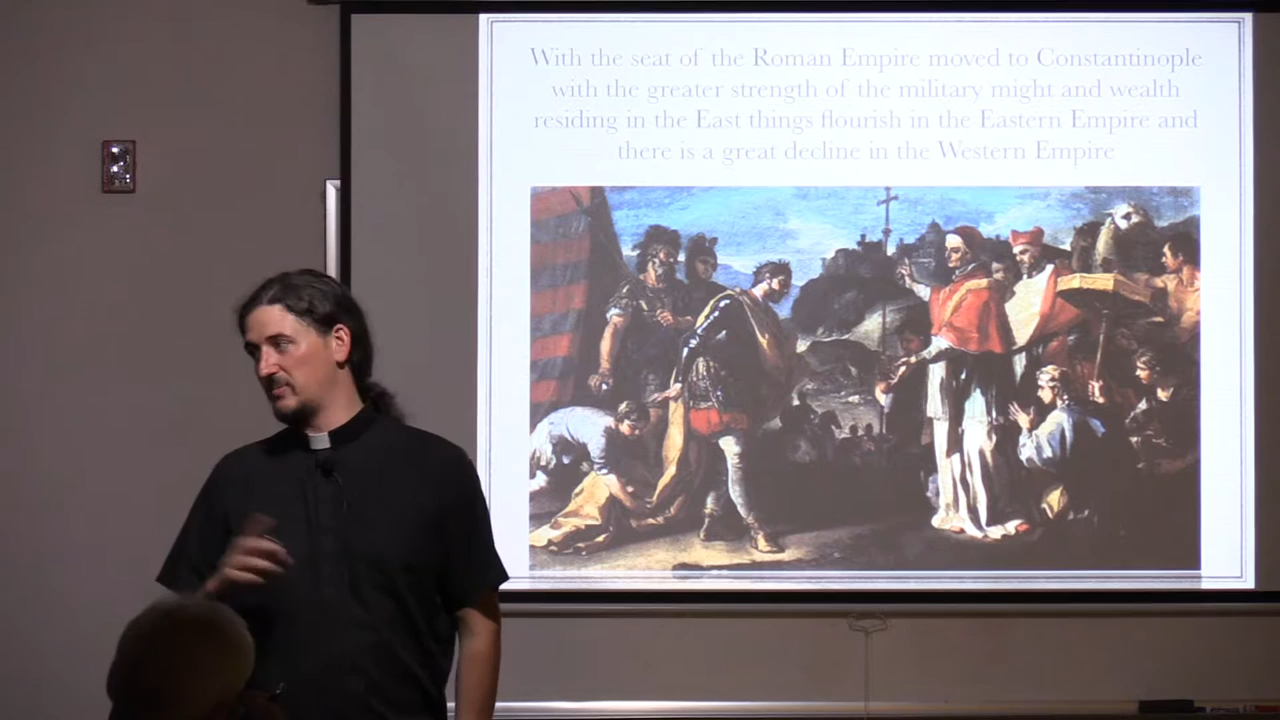 With the seat of the Roman Empire moved to Constantinople
with the greater strength of the military might and wealth
residing in the East things flourish in the Eastern Empire and
there is a great decline in the Western Empire